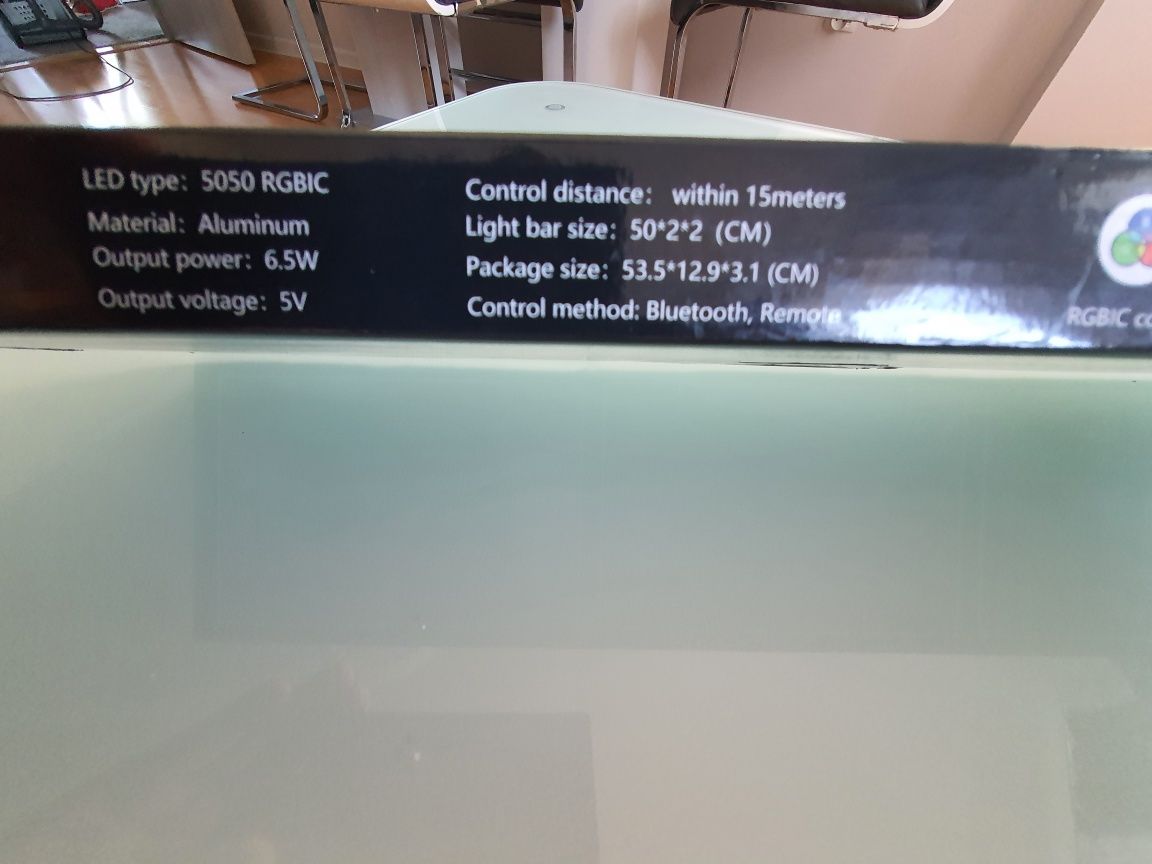 LED type: 5050 RGBIC
Material: Aluminum
Output power: 6.5W
Output voltage: 5V
Control distance: within 15meters
Light bar size: 50*2*2 (CM)
Package size: 53.5*12.9*3.1 (CM)
Control method: Bluetooth, Remote
RGBIC